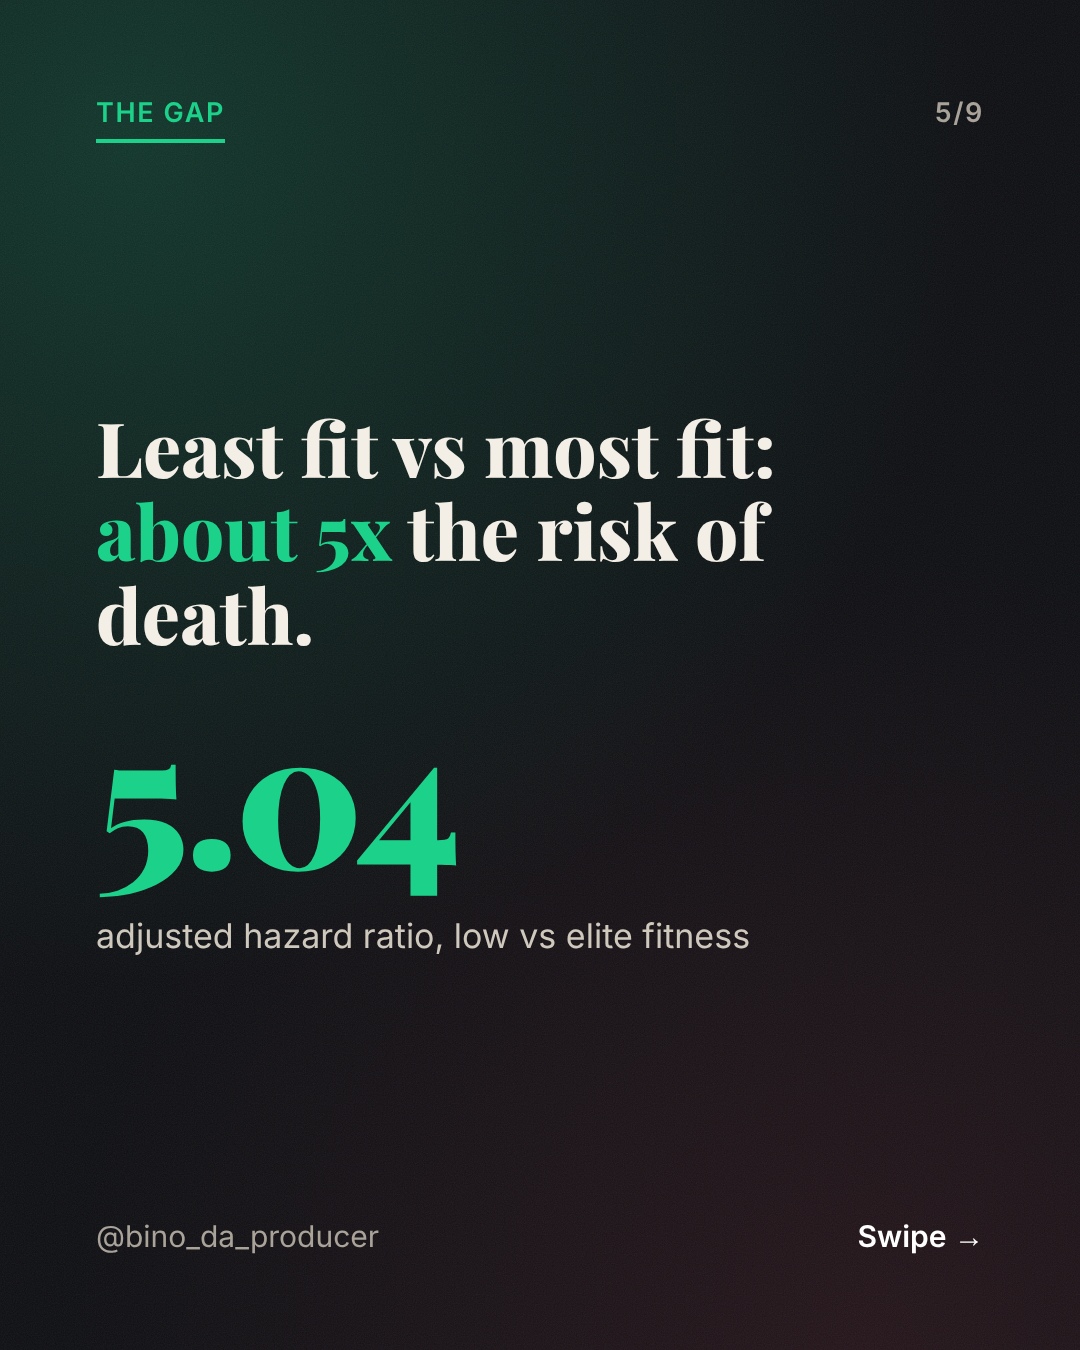 THE GAP
5/9
Least fit vs most fit:
about 5x the risk of
death.
5.04
adjusted hazard ratio, low vs elite fitness
@bino_da_producer
Swipe →